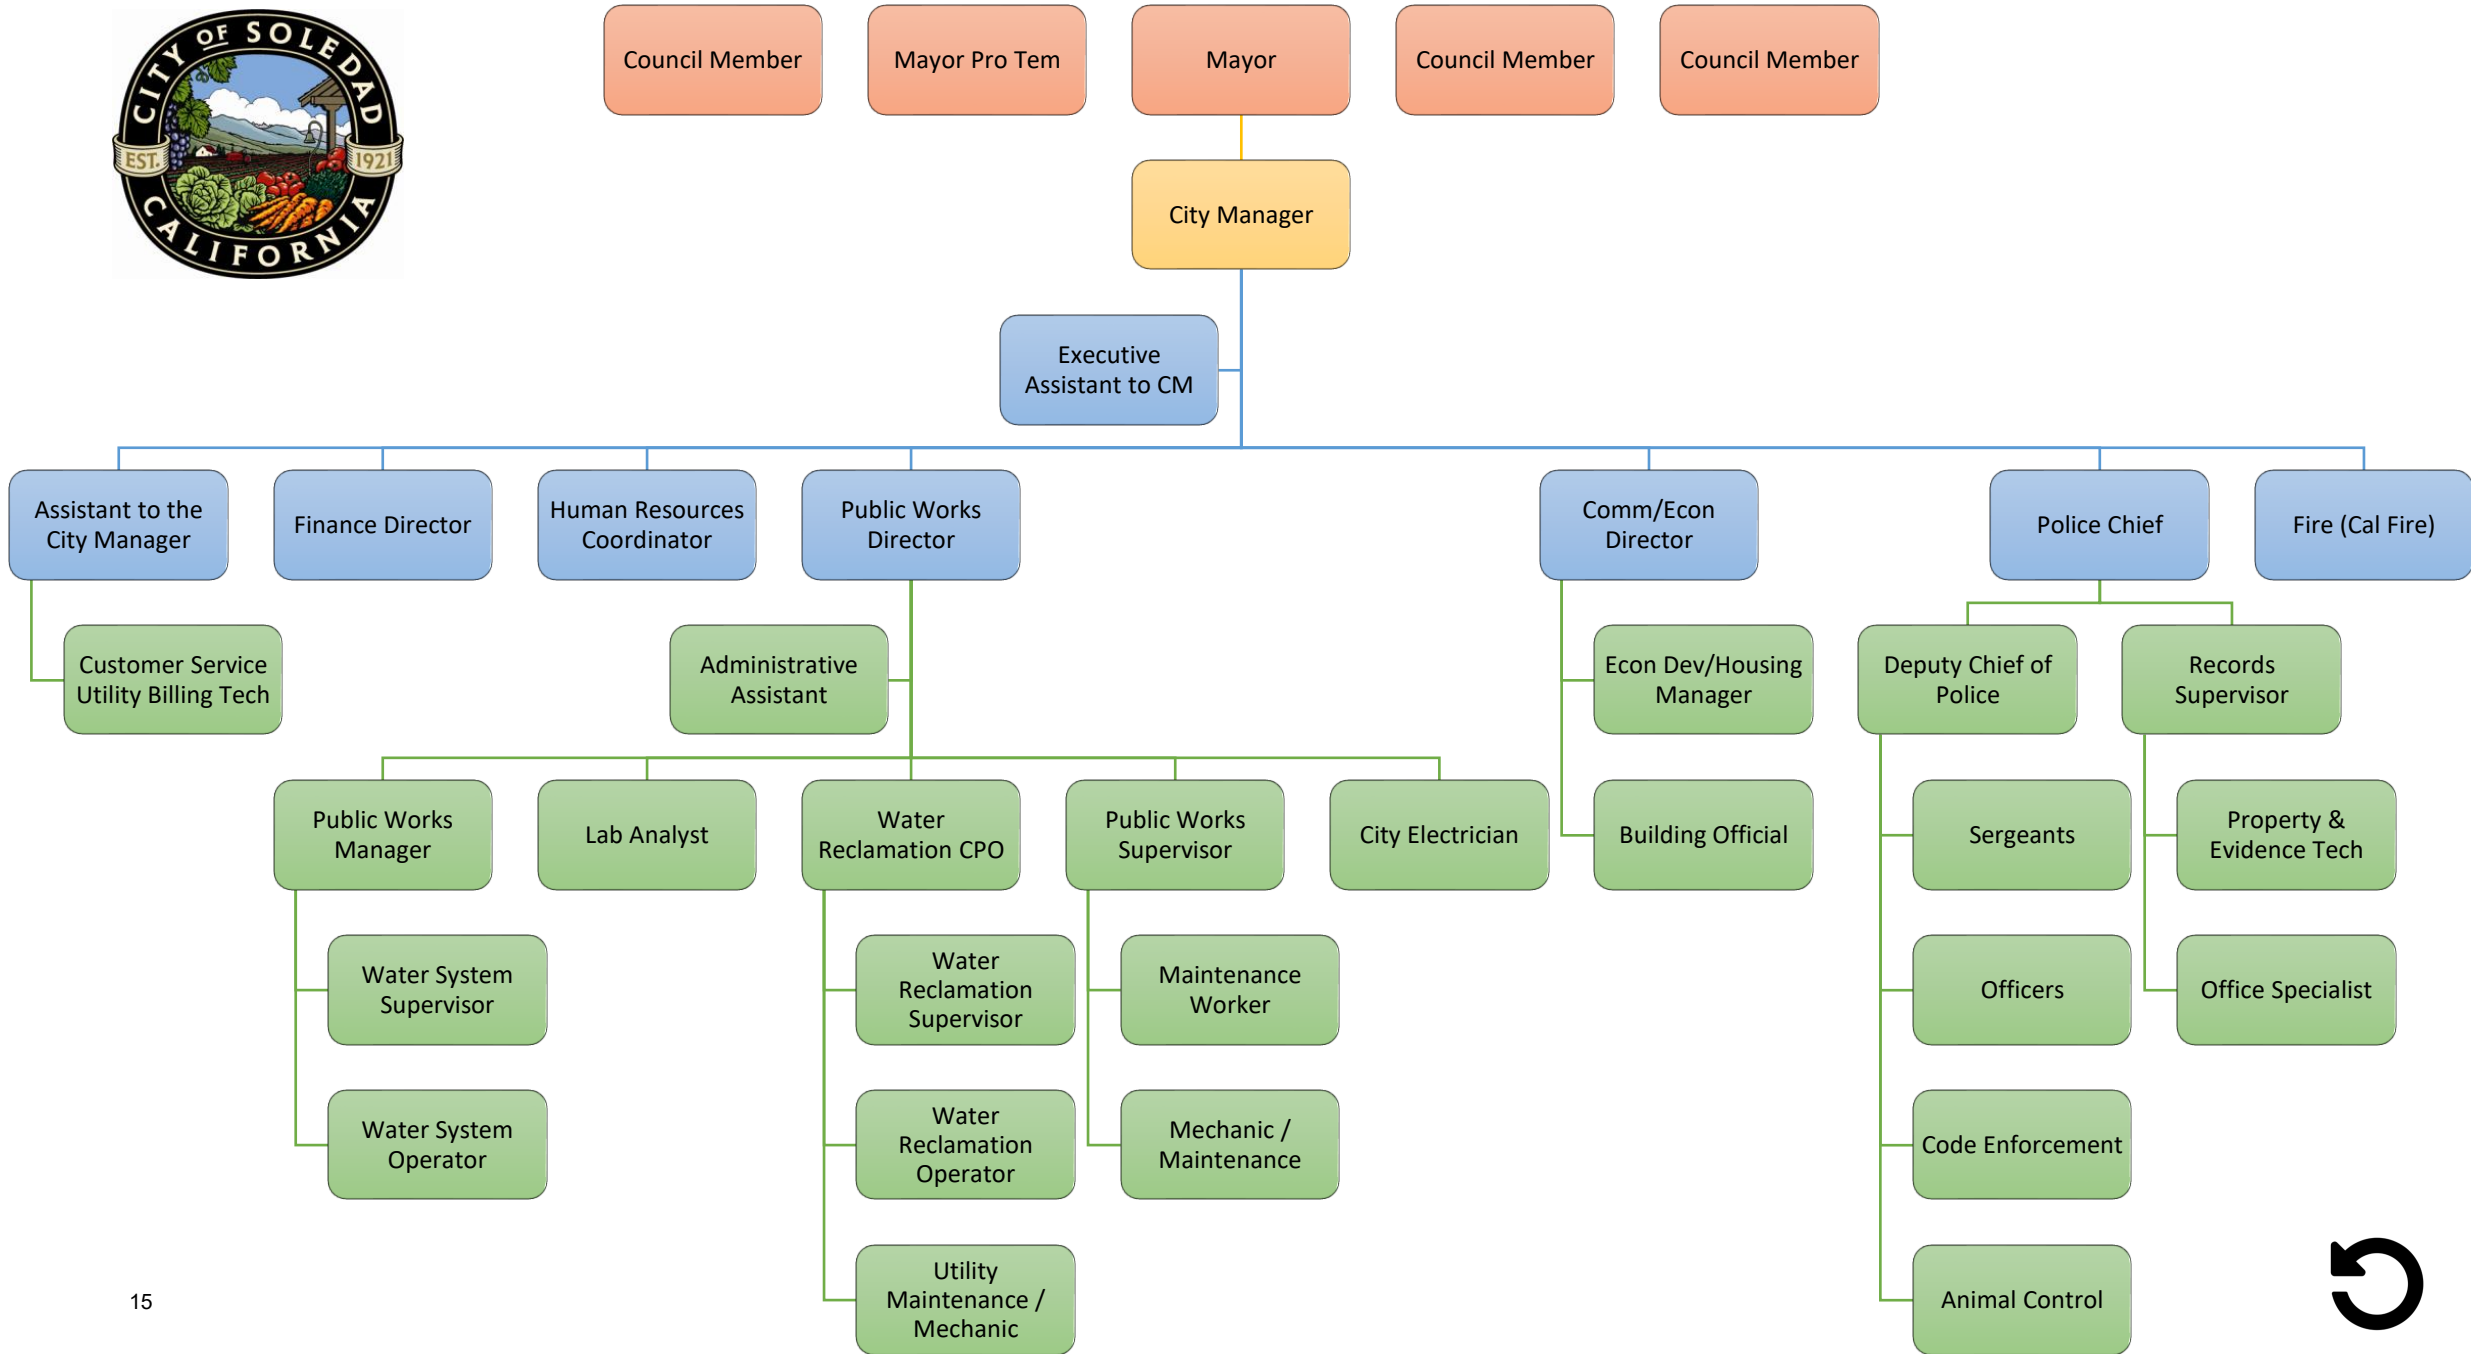 CITY OF SOLEDAD
EST. 1921
CALIFORNIA
Council Member
Mayor Pro Tem
Mayor
Council Member
Council Member
City Manager
Executive
Assistant to CM
Assistant to the
City Manager
Finance Director
Human Resources
Coordinator
Public Works
Director
Comm/Econ
Director
Police Chief
Fire (Cal Fire)
Customer Service
Utility Billing Tech
Administrative
Assistant
Econ Dev/Housing
Manager
Deputy Chief of
Police
Records
Supervisor
Public Works
Manager
Lab Analyst
Water
Reclamation CPO
Public Works
Supervisor
City Electrician
Building Official
Sergeants
Property &
Evidence Tech
Water System
Supervisor
Water
Reclamation
Supervisor
Maintenance
Worker
Officers
Office Specialist
Water System
Operator
Water
Reclamation
Operator
Mechanic /
Maintenance
Code Enforcement
Utility
Maintenance /
Mechanic
Animal Control
15